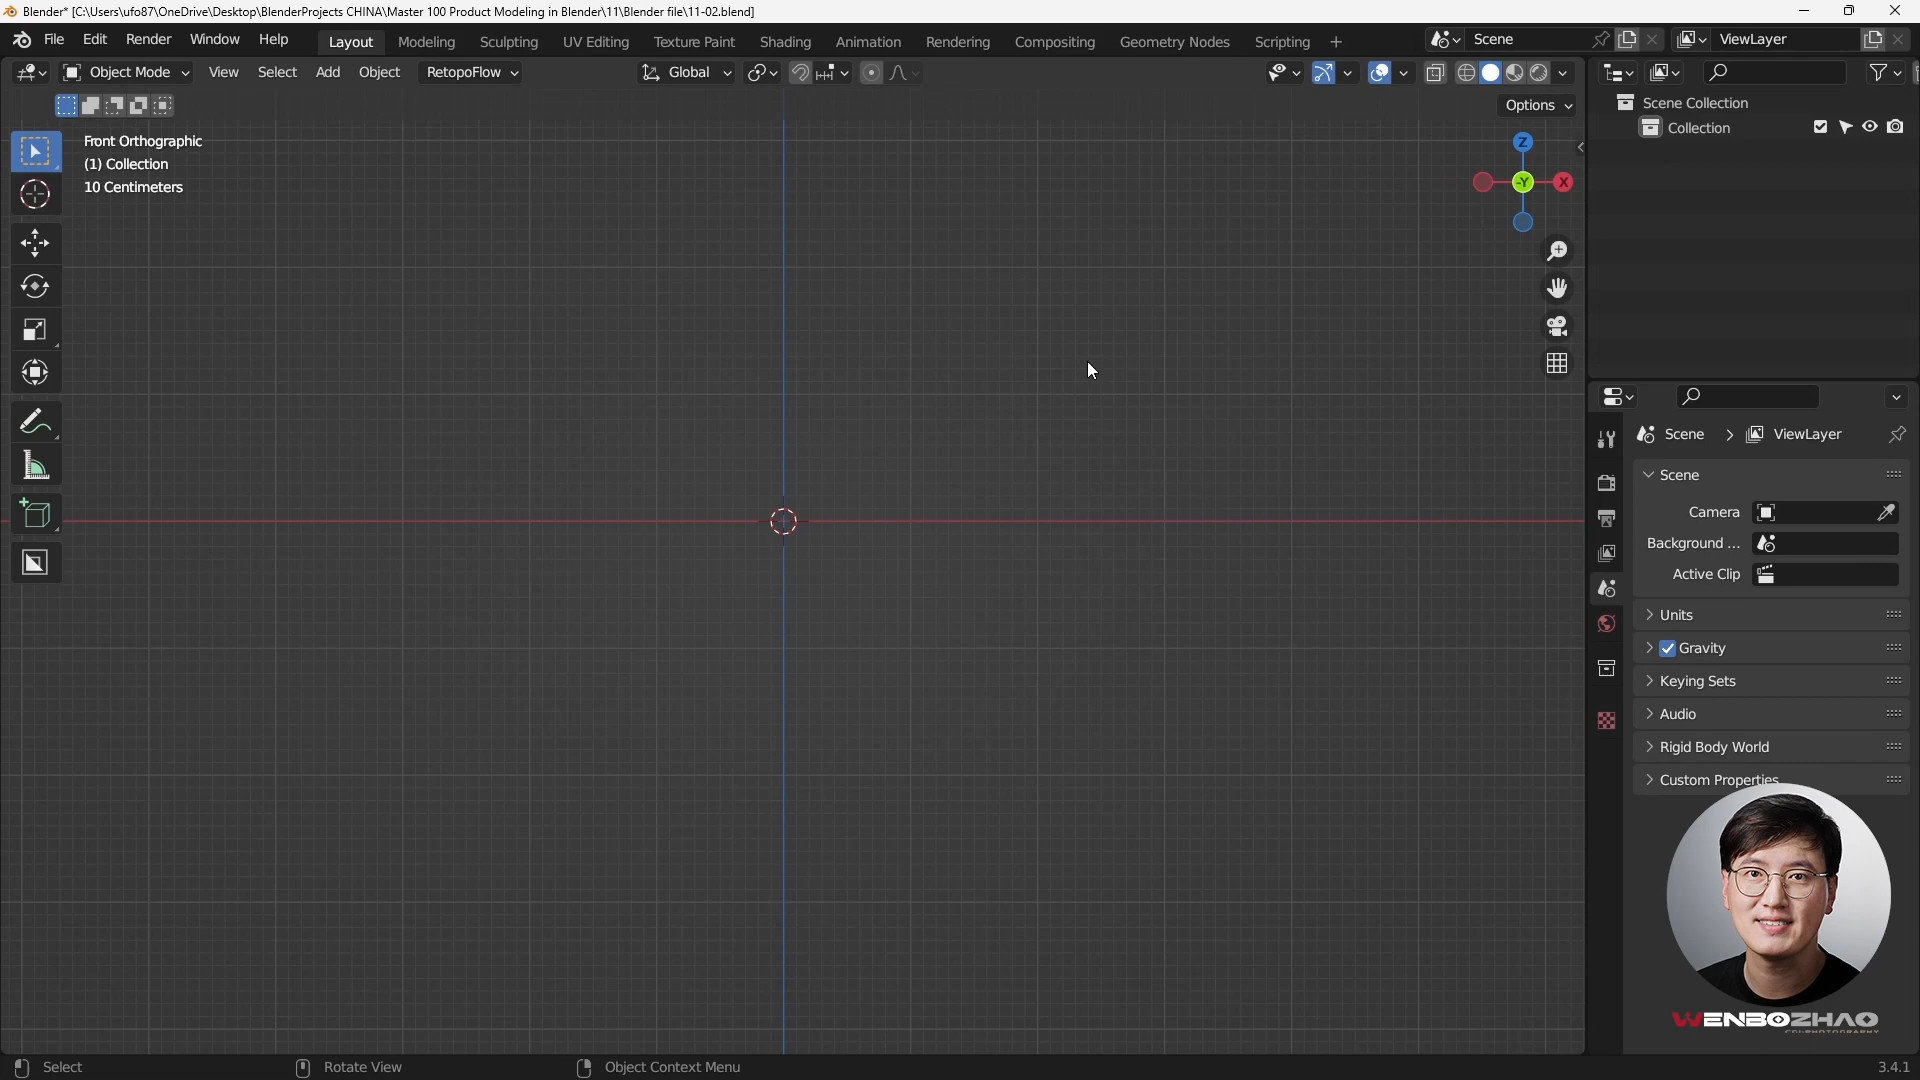 Blender* [C:\Users\ufo87\OneDrive\Desktop\BlenderProjects CHINA\Master 100 Product Modeling in Blender\11\Blender file\11-02.blend]
File Edit Render Window Help Layout Modeling Sculpting UV Editing Texture Paint Shading Animation Rendering Compositing Geometry Nodes Scripting + Scene ViewLayer
Object Mode View Select Add Object RetopoFlow Global
Options
Front Orthographic
(1) Collection
10 Centimeters
Z
-Y X
Scene Collection
Collection
Scene > ViewLayer
Scene
Camera
Background ...
Active Clip
Units
Gravity
Keying Sets
Audio
Rigid Body World
Custom Properties
WENBOZHAO
Select Rotate View Object Context Menu 3.4.1